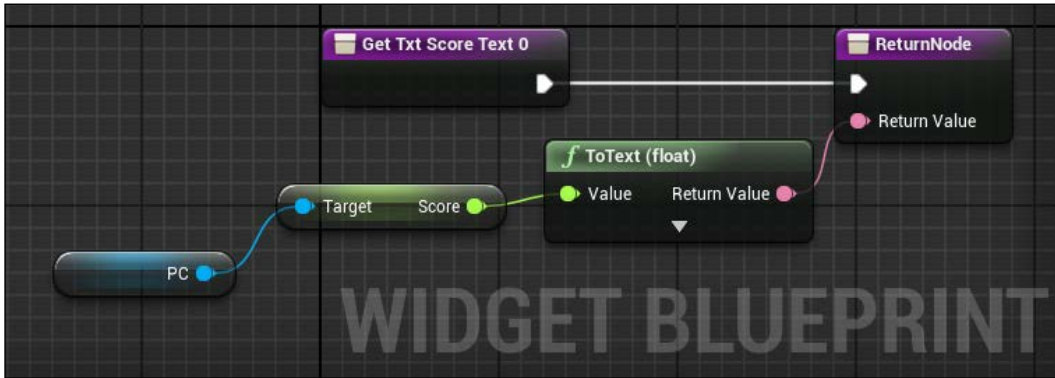 Get Txt Score Text 0
ReturnNode
Return Value
f ToText (float)
Value Return Value
Target Score
PC
WIDGET BLUEPRINT